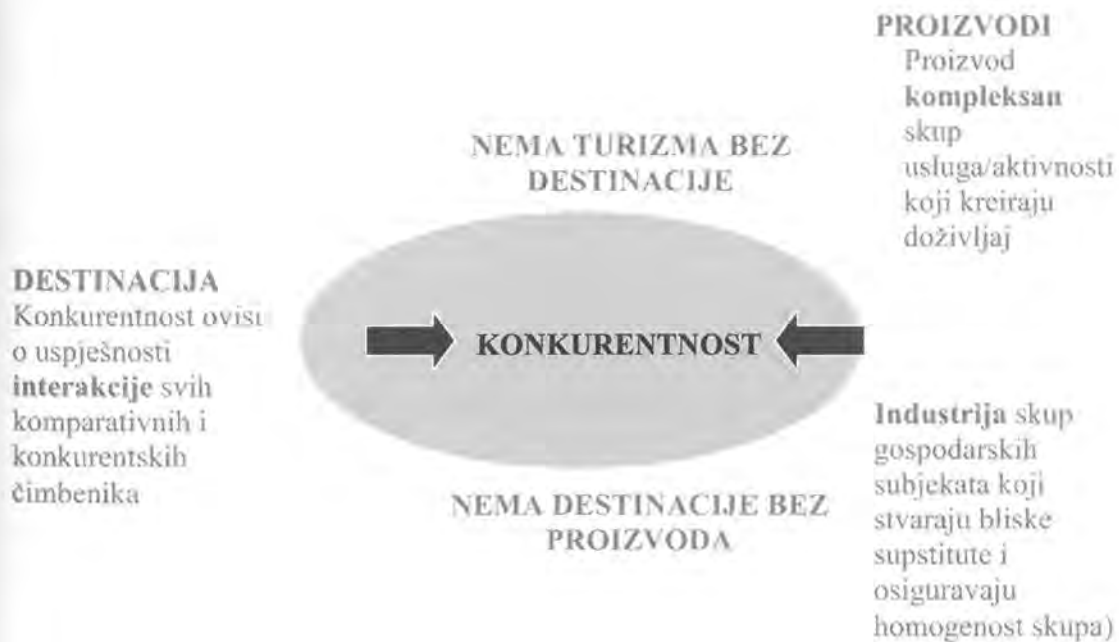 PROIZVODI
Proizvod
kompleksan
skup
usluga/aktivnosti
koji kreiraju
doživljaj
NEMA TURIZMA BEZ
DESTINACIJE
DESTINACIJA
Konkurentnost ovisi
o uspješnosti
interakcije svih
komparativnih i
konkurentskih
čimbenika
KONKURENTNOST
NEMA DESTINACIJE BEZ
PROIZVODA
Industrija skup
gospodarskih
subjekata koji
stvaraju bliske
supstitute i
osiguravaju
homogenost skupa)